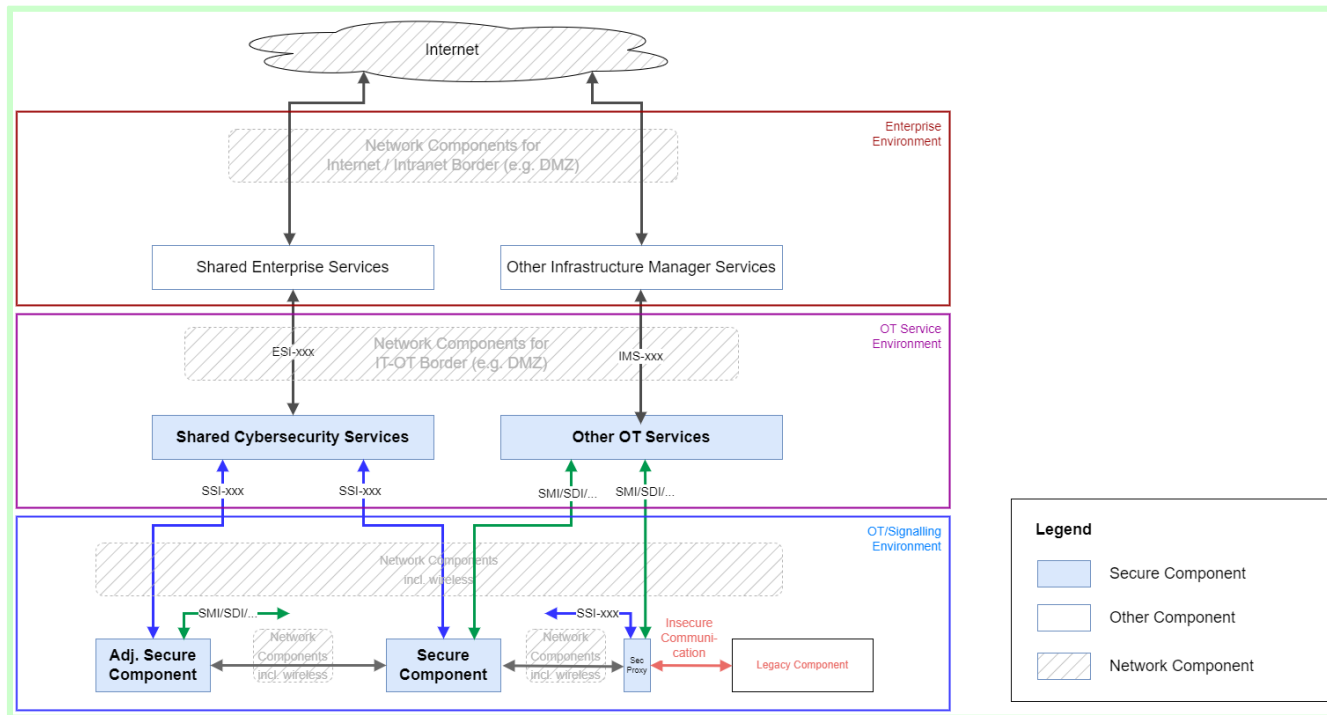 Internet
Enterprise
Environment
Network Components for
Internet / Intranet Border (e.g. DMZ)
Shared Enterprise Services
Other Infrastructure Manager Services
OT Service
Environment
Network Components for
IT-OT Border (e.g. DMZ)
ESI-xxx
IMS-xxx
Shared Cybersecurity Services
Other OT Services
SSI-xxx
SSI-xxx
SMI/SDI/...
SMI/SDI/...
OT/Signalling
Environment
Network Components
incl. wireless
SMI/SDI/...
SSI-xxx
Insecure
Communi-
cation
Adj. Secure
Component
Network
Components
incl. wireless
Secure
Component
Network
Components
incl. wireless
Sec
Proxy
Legacy Component
Legend
Secure Component
Other Component
Network Component